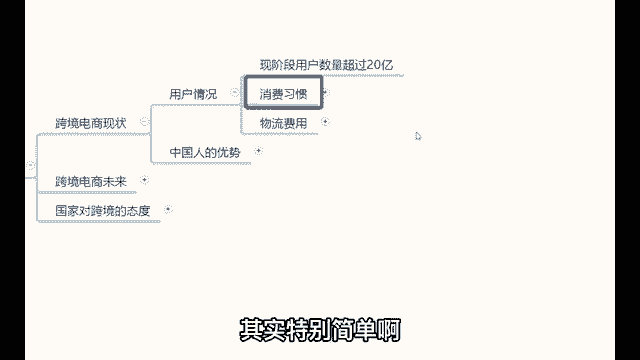 现阶段用户数量超过20亿
用户情况
消费习惯
跨境电商现状
物流费用
中国人的优势
跨境电商未来
国家对跨境的态度
其实特别简单啊